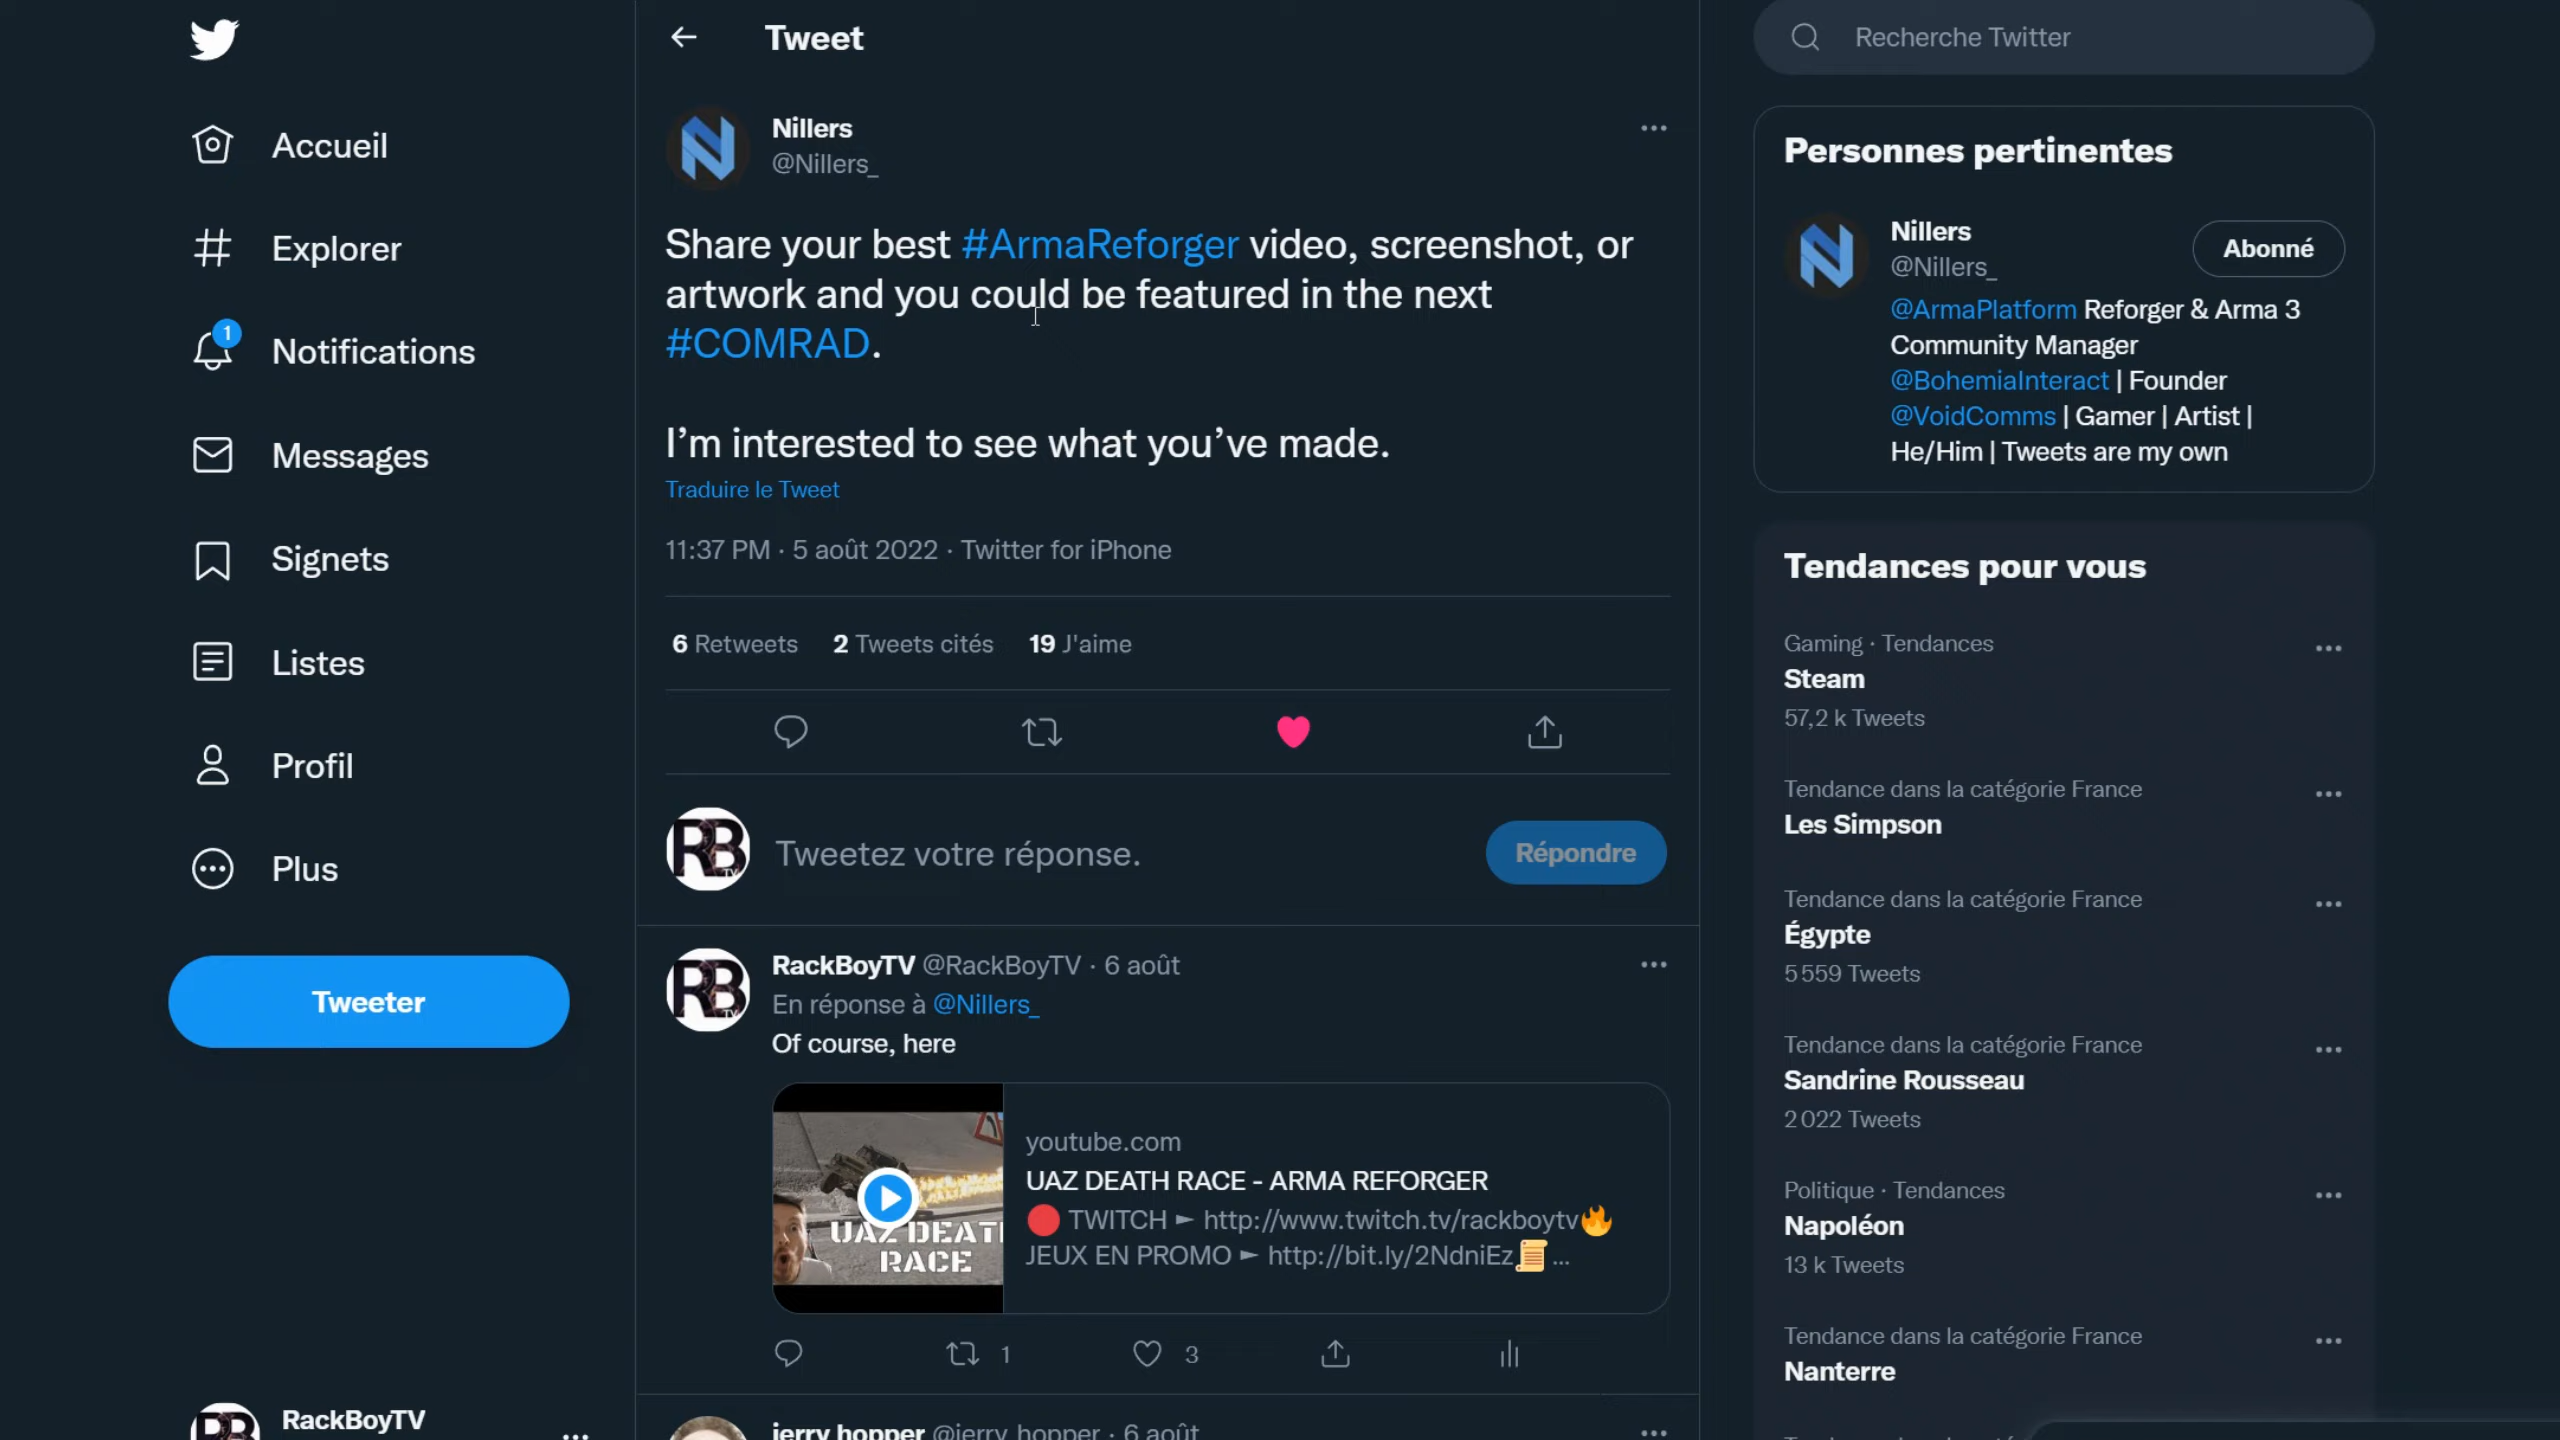 Accueil
Explorer
1
Notifications
Messages
Signets
Listes
Profil
Plus
Tweeter
RackBoyTV
Tweet
Nillers
@Nillers_
Share your best #ArmaReforger video, screenshot, or
artwork and you could be featured in the next
#COMRAD.
I’m interested to see what you’ve made.
Traduire le Tweet
11:37 PM · 5 août 2022 · Twitter for iPhone
6 Retweets 2 Tweets cités 19 J'aime
Tweetez votre réponse.
Répondre
RackBoyTV @RackBoyTV · 6 août
En réponse à @Nillers_
Of course, here
UAZ DEATH
RACE
youtube.com
UAZ DEATH RACE - ARMA REFORGER
🔴 TWITCH ► http://www.twitch.tv/rackboytv🔥
JEUX EN PROMO ► http://bit.ly/2NdniEz📜...
1 3
jerry hopper @jerry_hopper · 6 août
Recherche Twitter
Personnes pertinentes
Nillers
@Nillers_
Abonné
@ArmaPlatform Reforger & Arma 3
Community Manager
@BohemiaInteract | Founder
@VoidComms | Gamer | Artist |
He/Him | Tweets are my own
Tendances pour vous
Gaming · Tendances
Steam
57,2 k Tweets
Tendance dans la catégorie France
Les Simpson
Tendance dans la catégorie France
Égypte
5 559 Tweets
Tendance dans la catégorie France
Sandrine Rousseau
2 022 Tweets
Politique · Tendances
Napoléon
13 k Tweets
Tendance dans la catégorie France
Nanterre